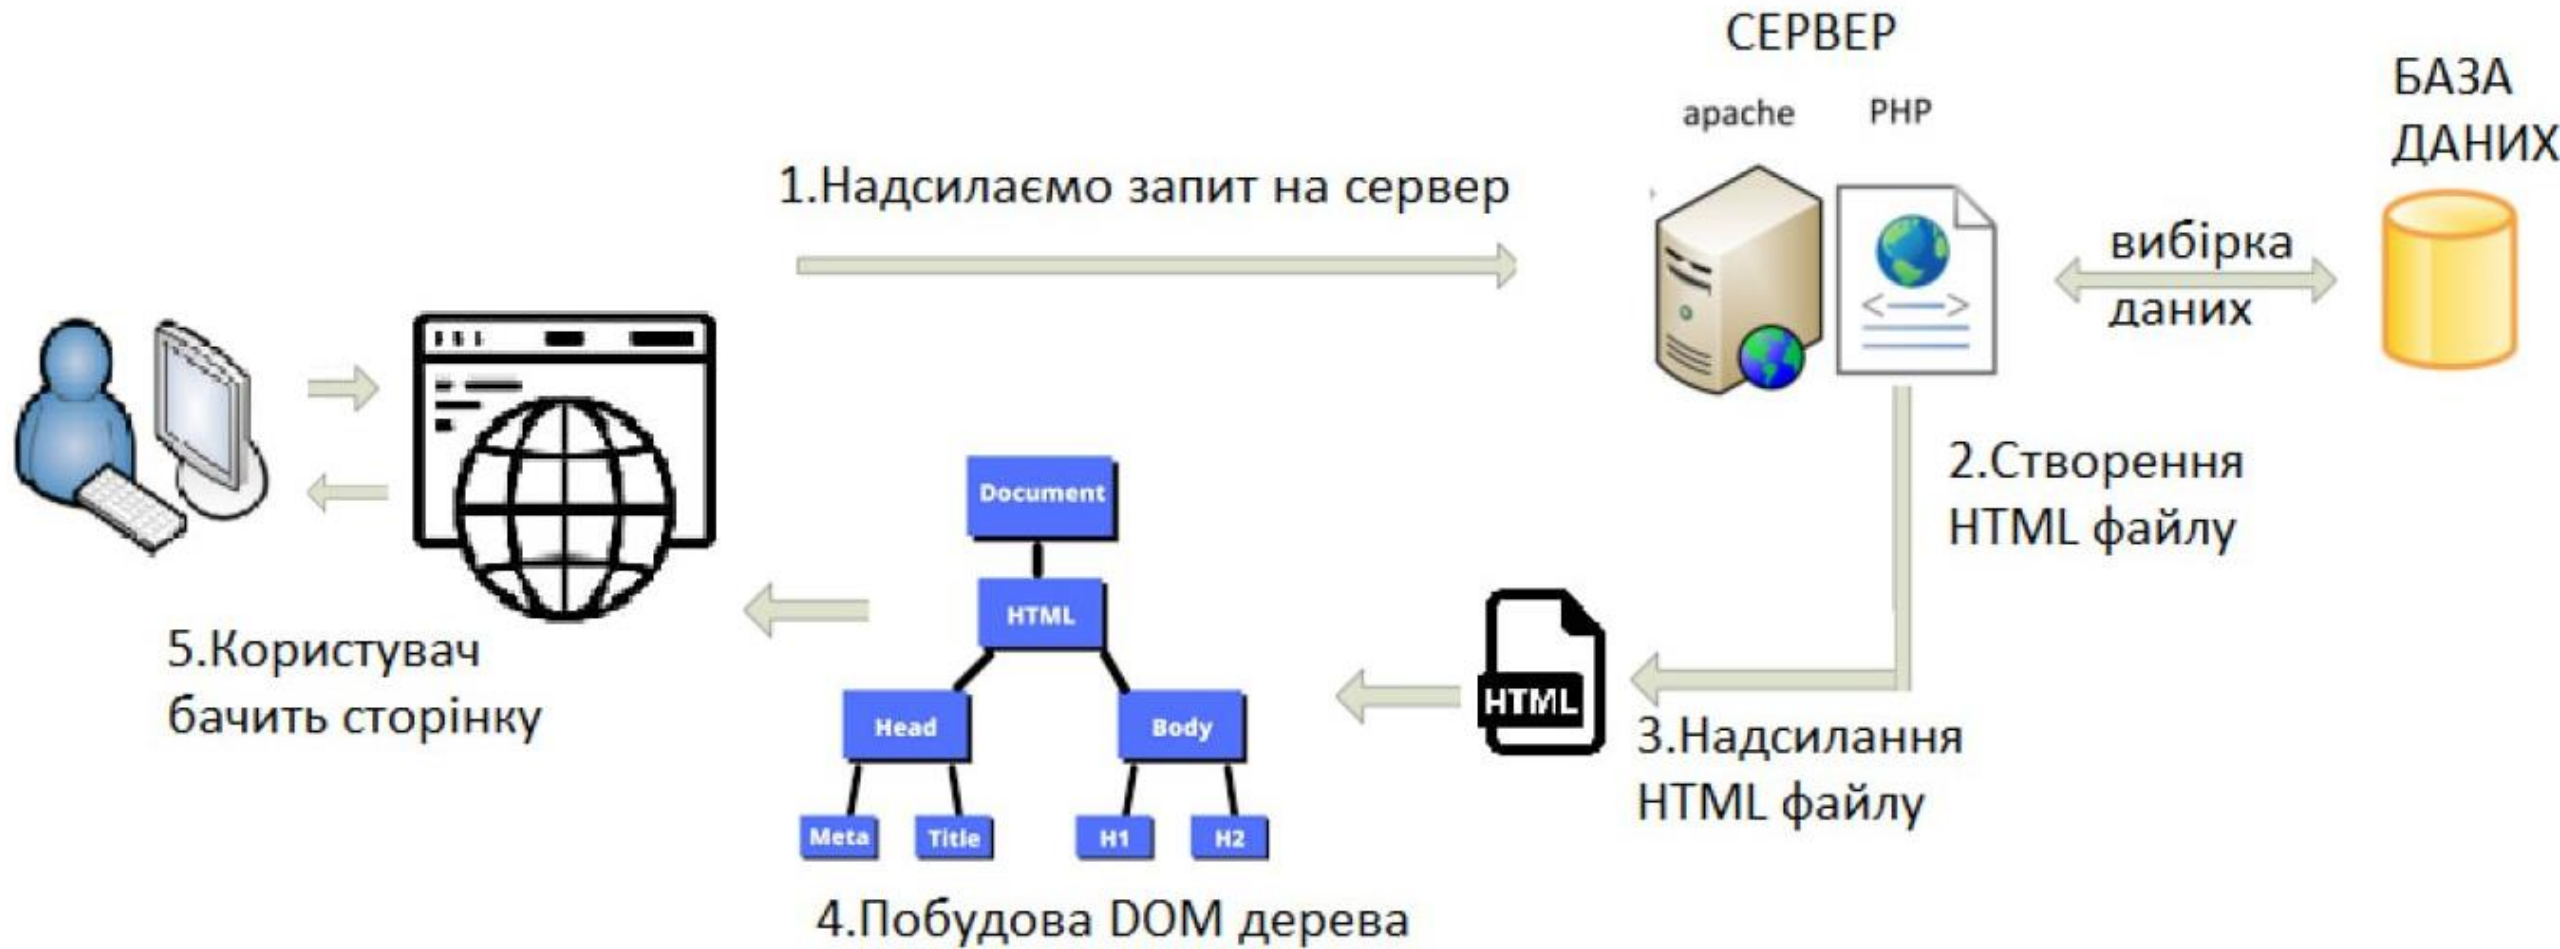 СЕРВЕР
apache
PHP
БАЗА
ДАНИХ
1.Надсилаємо запит на сервер
вибірка
даних
2.Створення
HTML файлу
Document
HTML
Head
Body
Meta
Title
H1
H2
HTML
3.Надсилання
HTML файлу
5.Користувач
бачить сторінку
4.Побудова DOM дерева